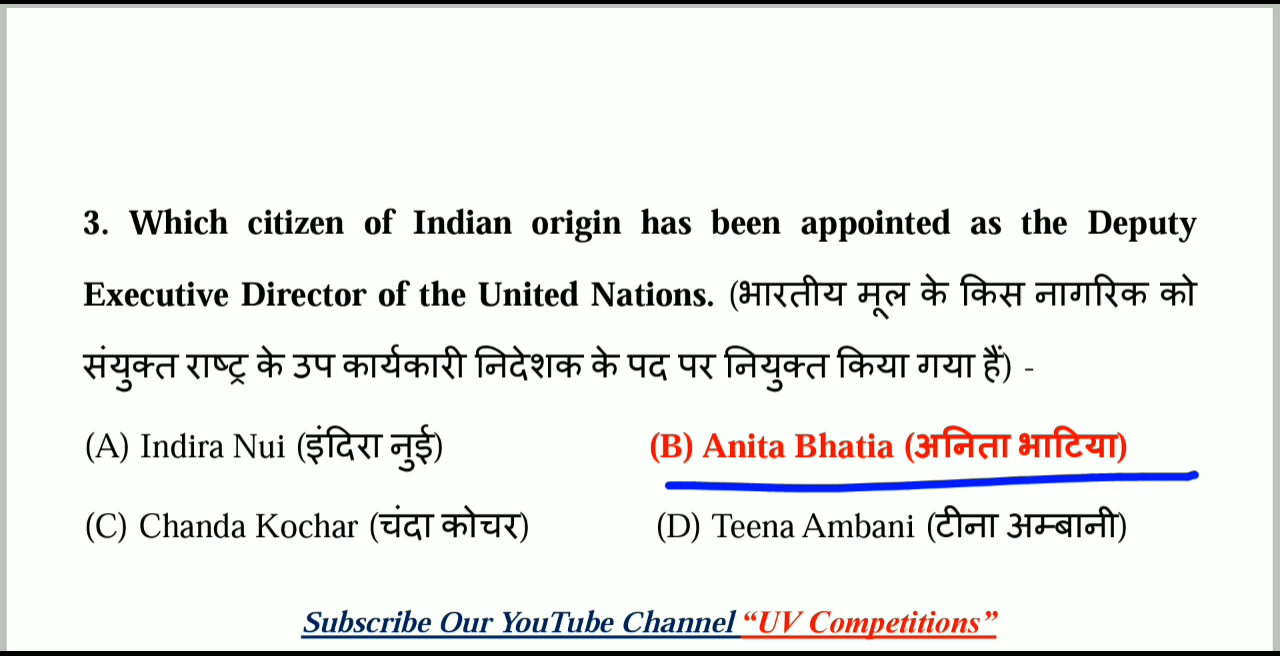 3. Which citizen of Indian origin has been appointed as the Deputy
Executive Director of the United Nations. (भारतीय मूल के किस नागरिक को
संयुक्त राष्ट्र के उप कार्यकारी निदेशक के पद पर नियुक्त किया गया हैं) -
(A) Indira Nui (इंदिरा नुई) (B) Anita Bhatia (अनिता भाटिया)
(C) Chanda Kochar (चंदा कोचर) (D) Teena Ambani (टीना अम्बानी)
Subscribe Our YouTube Channel “UV Competitions”